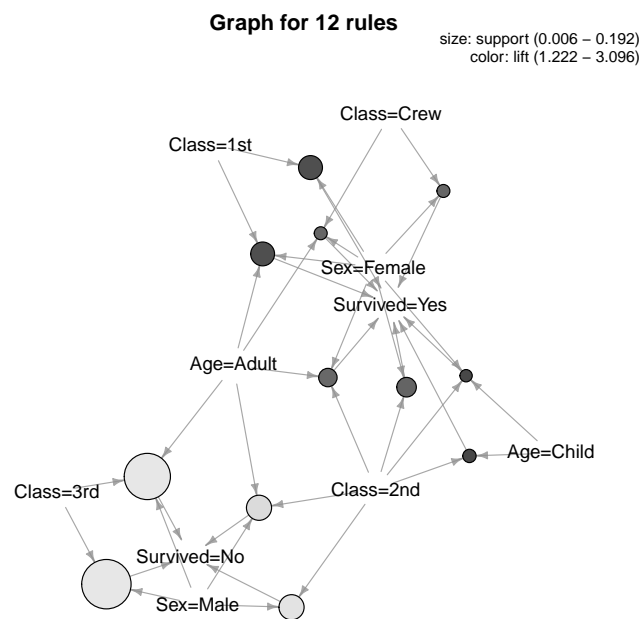 Graph for 12 rules
size: support (0.006 – 0.192)
color: lift (1.222 – 3.096)
Class=Crew
Class=1st
Sex=Female
Survived=Yes
Age=Adult
Age=Child
Class=3rd
Class=2nd
Survived=No
Sex=Male